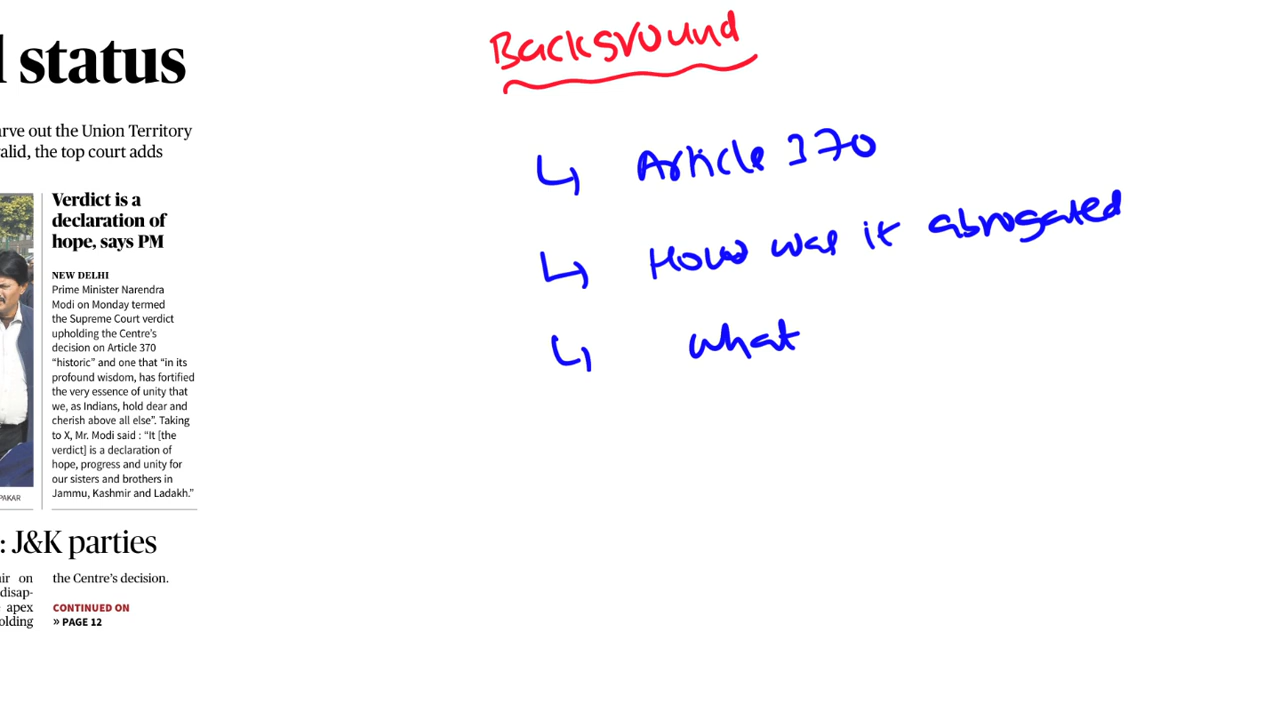 l status
arve out the Union Territory
valid, the top court adds
Verdict is a
declaration of
hope, says PM
NEW DELHI
Prime Minister Narendra
Modi on Monday termed
the Supreme Court verdict
upholding the Centre's
decision on Article 370
"historic" and one that "in its
profound wisdom, has fortified
the very essence of unity that
we, as Indians, hold dear and
cherish above all else". Taking
to X, Mr. Modi said : "It [the
verdict] is a declaration of
hope, progress and unity for
our sisters and brothers in
Jammu, Kashmir and Ladakh."
PAKAR
: J&K parties
air on
disap-
e apex
olding
the Centre's decision.
CONTINUED ON
» PAGE 12
Background
↳ Article 370
↳ How was it abrogated
↳ what